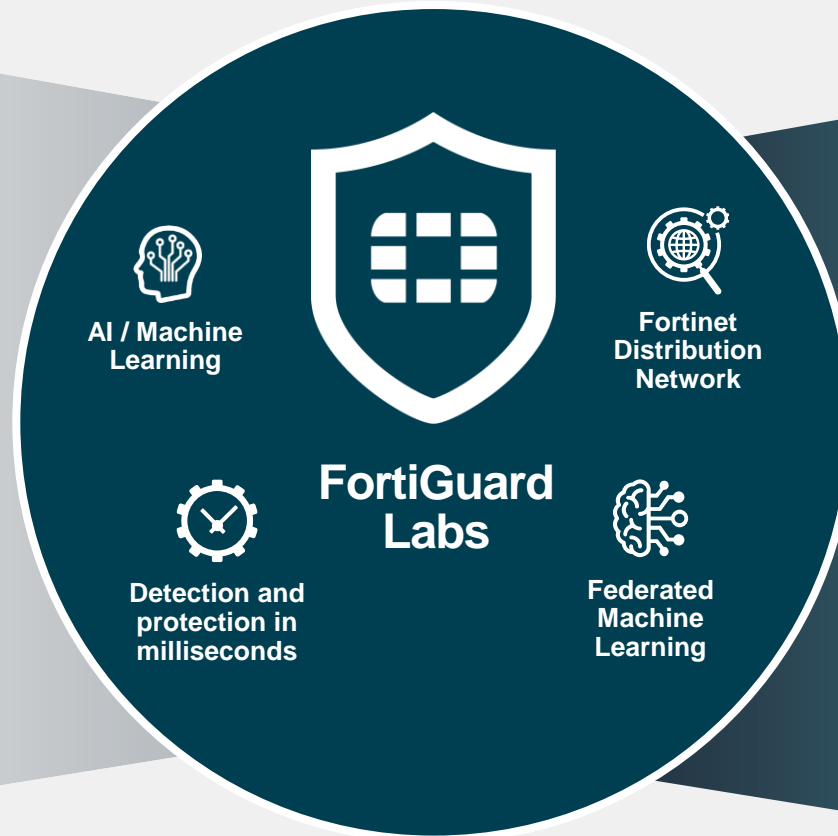 AI / Machine
Learning
Fortinet
Distribution
Network
FortiGuard
Labs
Detection and
protection in
milliseconds
Federated
Machine
Learning